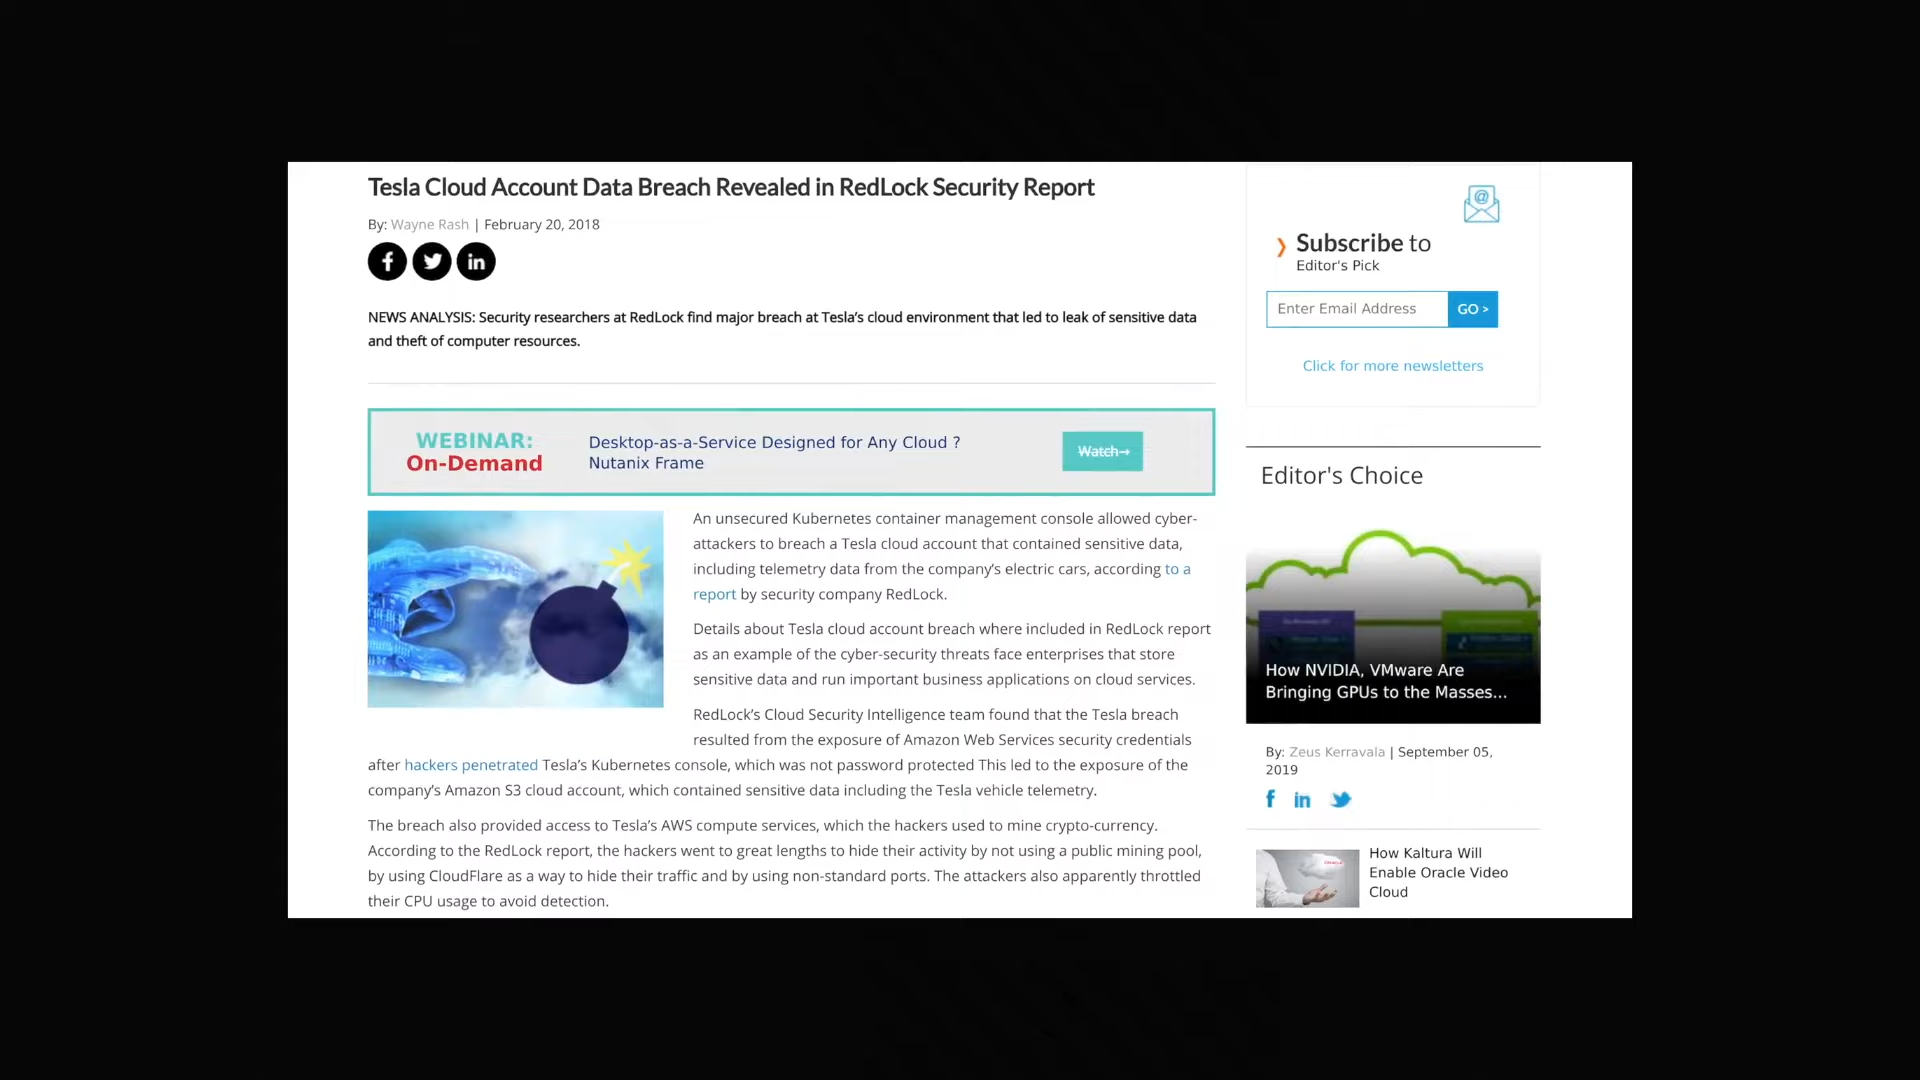 Tesla Cloud Account Data Breach Revealed in RedLock Security Report
By: Wayne Rash | February 20, 2018
NEWS ANALYSIS: Security researchers at RedLock find major breach at Tesla’s cloud environment that led to leak of sensitive data
and theft of computer resources.
WEBINAR:
On-Demand
Desktop-as-a-Service Designed for Any Cloud ?
Nutanix Frame
Watch→
An unsecured Kubernetes container management console allowed cyber-
attackers to breach a Tesla cloud account that contained sensitive data,
including telemetry data from the company’s electric cars, according to a
report by security company RedLock.
Details about Tesla cloud account breach where included in RedLock report
as an example of the cyber-security threats face enterprises that store
sensitive data and run important business applications on cloud services.
RedLock’s Cloud Security Intelligence team found that the Tesla breach
resulted from the exposure of Amazon Web Services security credentials
after hackers penetrated Tesla’s Kubernetes console, which was not password protected This led to the exposure of the
company’s Amazon S3 cloud account, which contained sensitive data including the Tesla vehicle telemetry.
The breach also provided access to Tesla’s AWS compute services, which the hackers used to mine crypto-currency.
According to the RedLock report, the hackers went to great lengths to hide their activity by not using a public mining pool,
by using CloudFlare as a way to hide their traffic and by using non-standard ports. The attackers also apparently throttled
their CPU usage to avoid detection.
Subscribe to
Editor's Pick
Enter Email Address
GO >
Click for more newsletters
Editor's Choice
How NVIDIA, VMware Are
Bringing GPUs to the Masses...
By: Zeus Kerravala | September 05,
2019
How Kaltura Will
Enable Oracle Video
Cloud